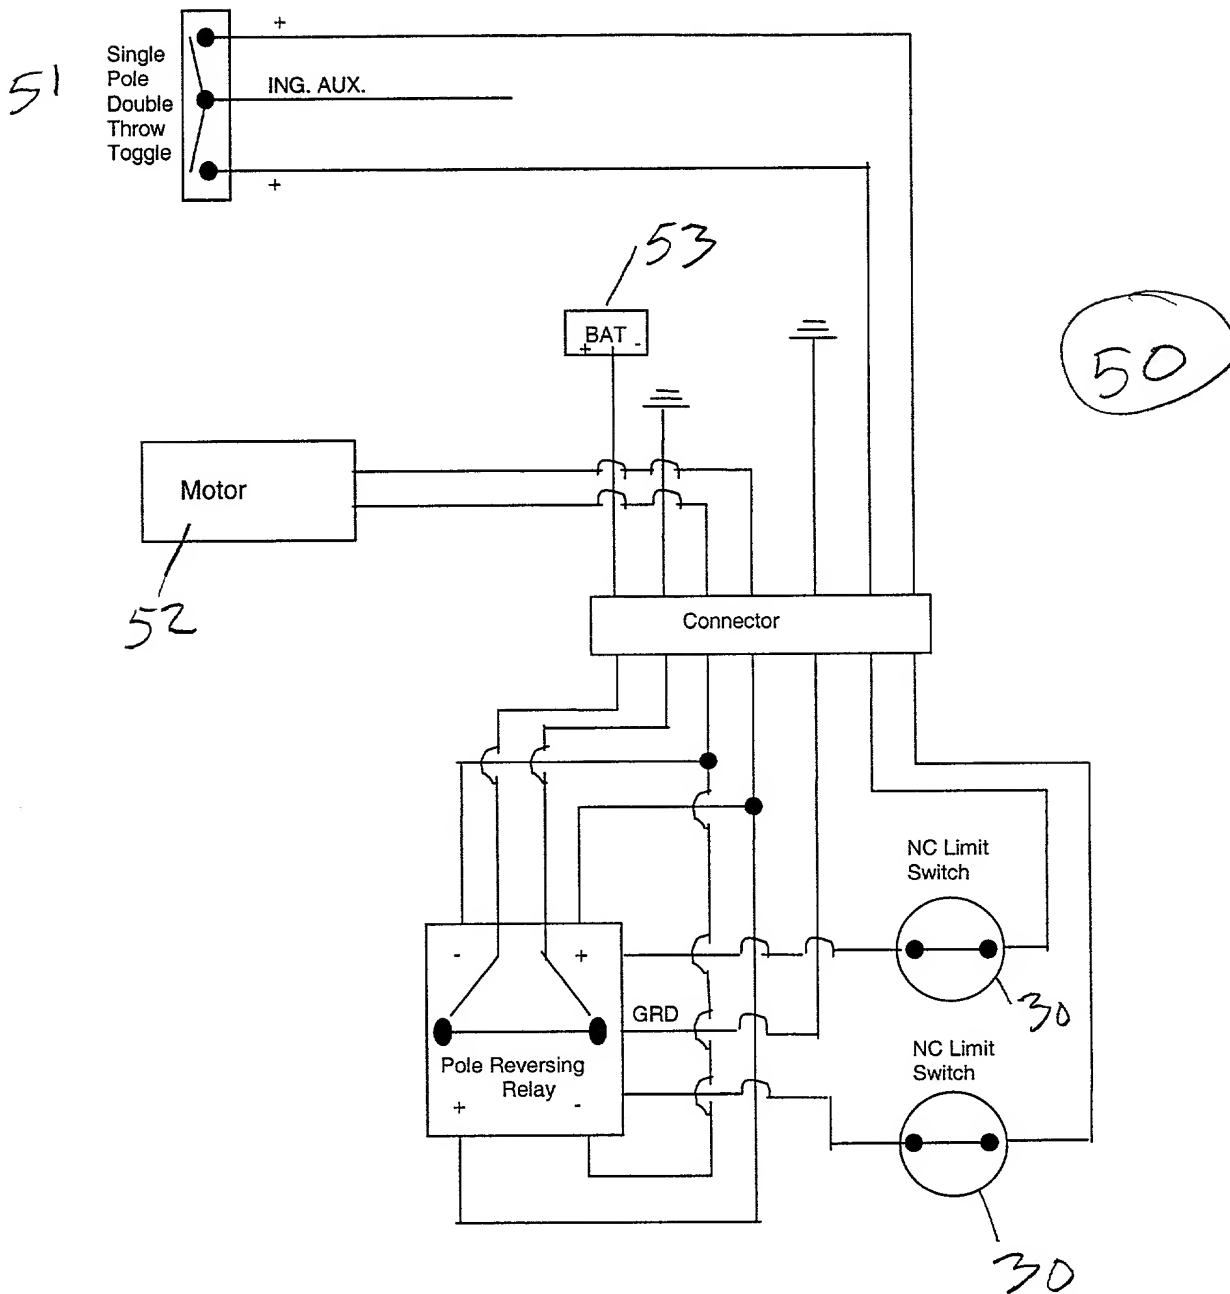 +
Single
Pole
Double
Throw
Toggle
51
ING. AUX.
+
53
BAT
+ -
50
Motor
52
Connector
NC Limit
Switch
30
- +
GRD
Pole Reversing
Relay
+ -
NC Limit
Switch
30